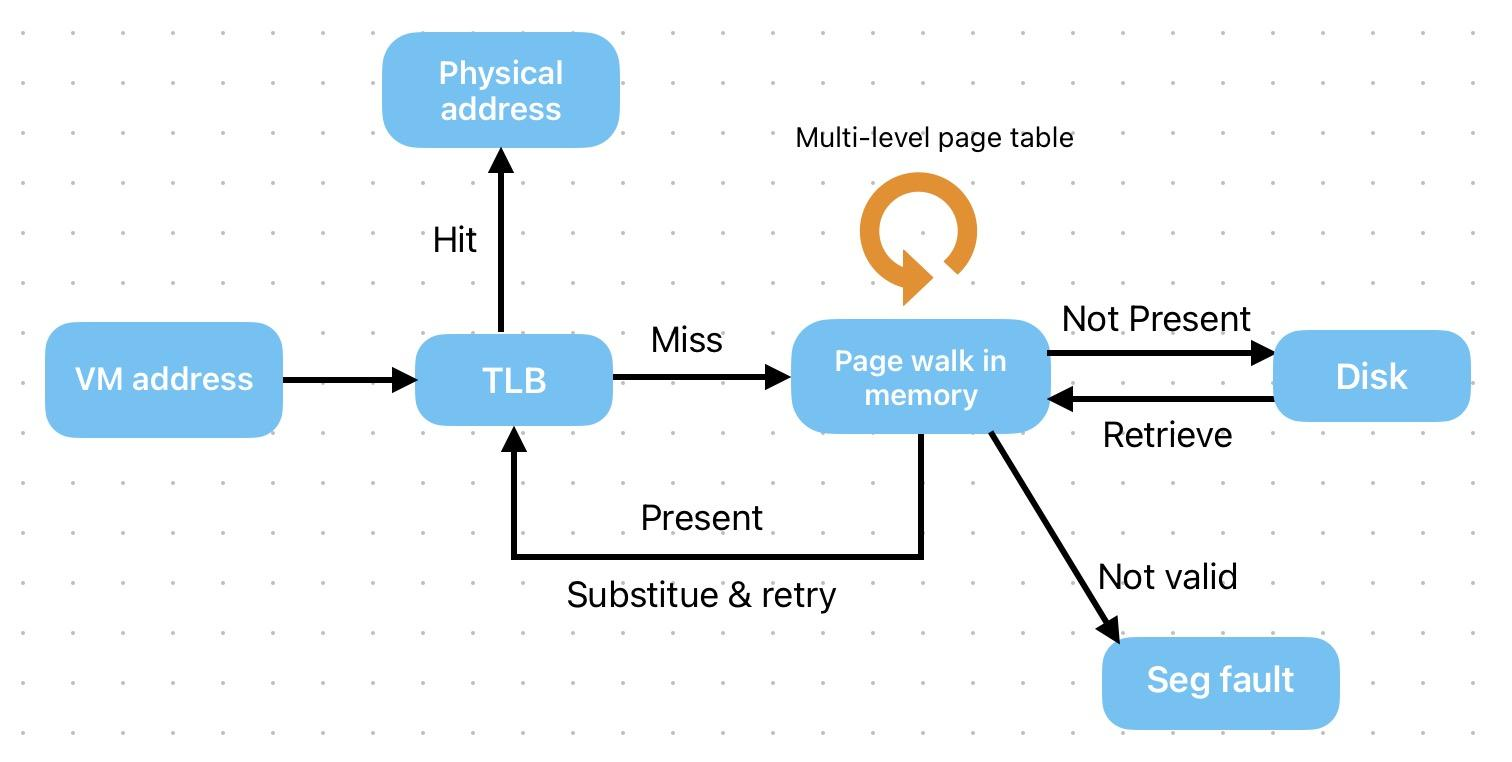 Physical
address
Multi-level page table
Hit
Not Present
Miss
VM address
TLB
Page walk in
memory
Disk
Retrieve
Present
Not valid
Substitue & retry
Seg fault